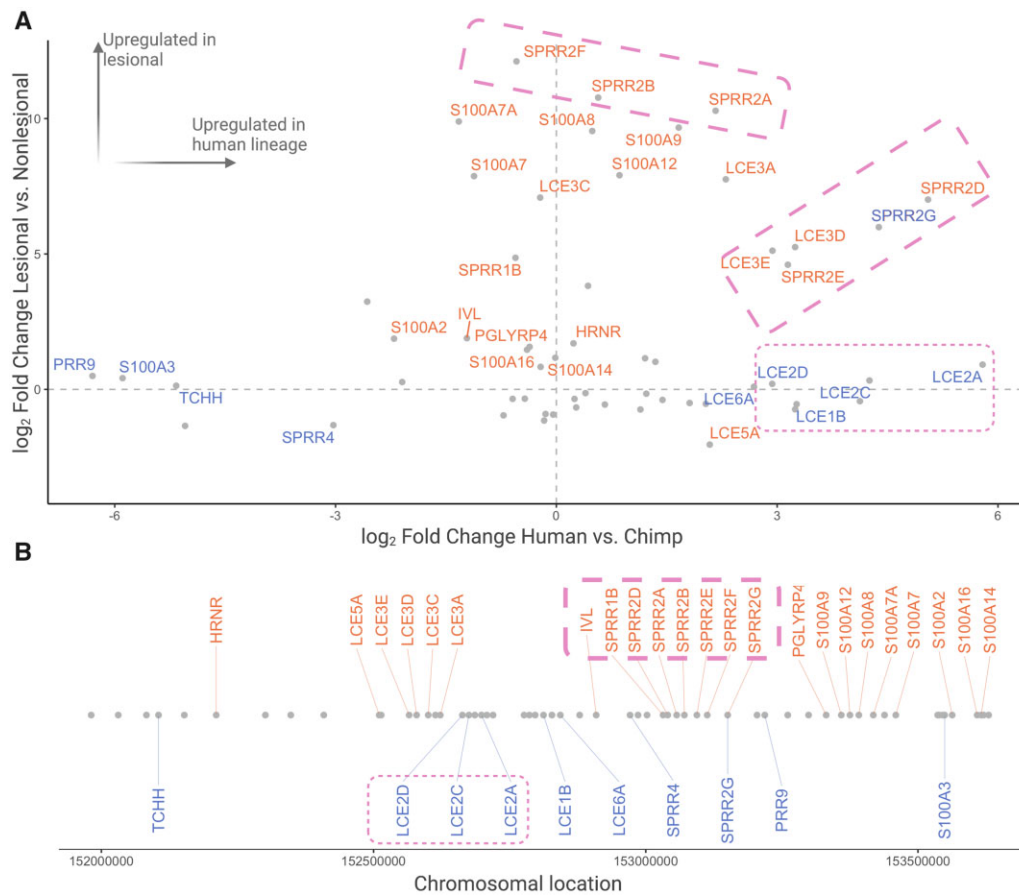 A
Upregulated in
lesional
Upregulated in
human lineage
SPRR2F
SPRR2B
SPRR2A
S100A7A
S100A8
S100A9
S100A7
S100A12
LCE3A
LCE3C
SPRR2D
SPRR2G
LCE3D
LCE3E
SPRR2E
SPRR1B
S100A2
IVL
PGLYRP4
HRNR
S100A16
S100A14
PRR9
S100A3
TCHH
SPRR4
LCE2D
LCE2A
LCE6A
LCE2C
LCE1B
LCE5A
10
5
0
log₂ Fold Change Lesional vs. Nonlesional
-6
-3
0
3
6
log₂ Fold Change Human vs. Chimp
B
HRNR
LCE5A
LCE3E
LCE3D
LCE3C
LCE3A
IVL
SPRR1B
SPRR2D
SPRR2A
SPRR2B
SPRR2E
SPRR2F
SPRR2G
PGLYRP4
S100A9
S100A12
S100A8
S100A7A
S100A7
S100A2
S100A16
S100A14
TCHH
LCE2D
LCE2C
LCE2A
LCE1B
LCE6A
SPRR4
SPRR2G
PRR9
S100A3
152000000
152500000
153000000
153500000
Chromosomal location